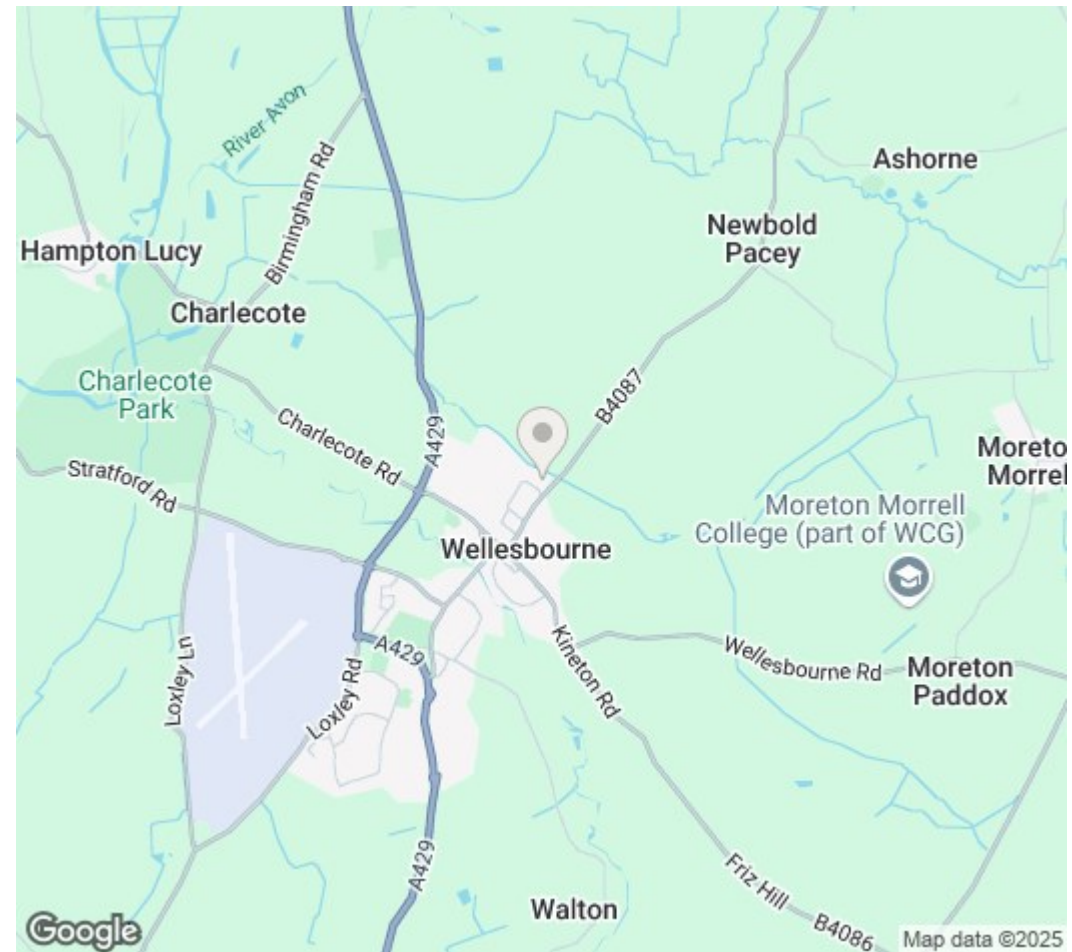 River Avon
Birmingham Rd
Ashorne
Newbold
Pacey
Hampton Lucy
Charlecote
Charlecote
Park
B4087
Charlecote Rd
A429
Stratford Rd
Moreto
Morrel
Moreton Morrell
College (part of WCG)
Wellesbourne
A429
Kineton Rd
Wellesbourne Rd
Moreton
Paddox
Loxley Ln
Loxley Rd
A429
Friz Hill
Walton
B4086
Google
Map data ©2025